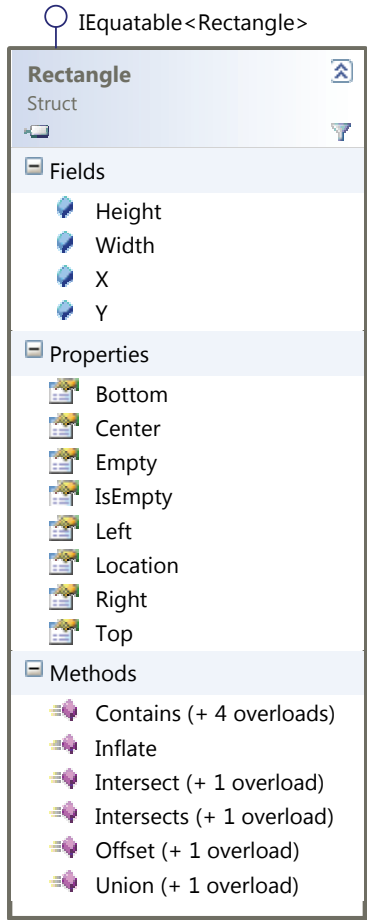 IEquatable<Rectangle>
Rectangle
Struct
Fields
Height
Width
X
Y
Properties
Bottom
Center
Empty
IsEmpty
Left
Location
Right
Top
Methods
Contains (+ 4 overloads)
Inflate
Intersect (+ 1 overload)
Intersects (+ 1 overload)
Offset (+ 1 overload)
Union (+ 1 overload)